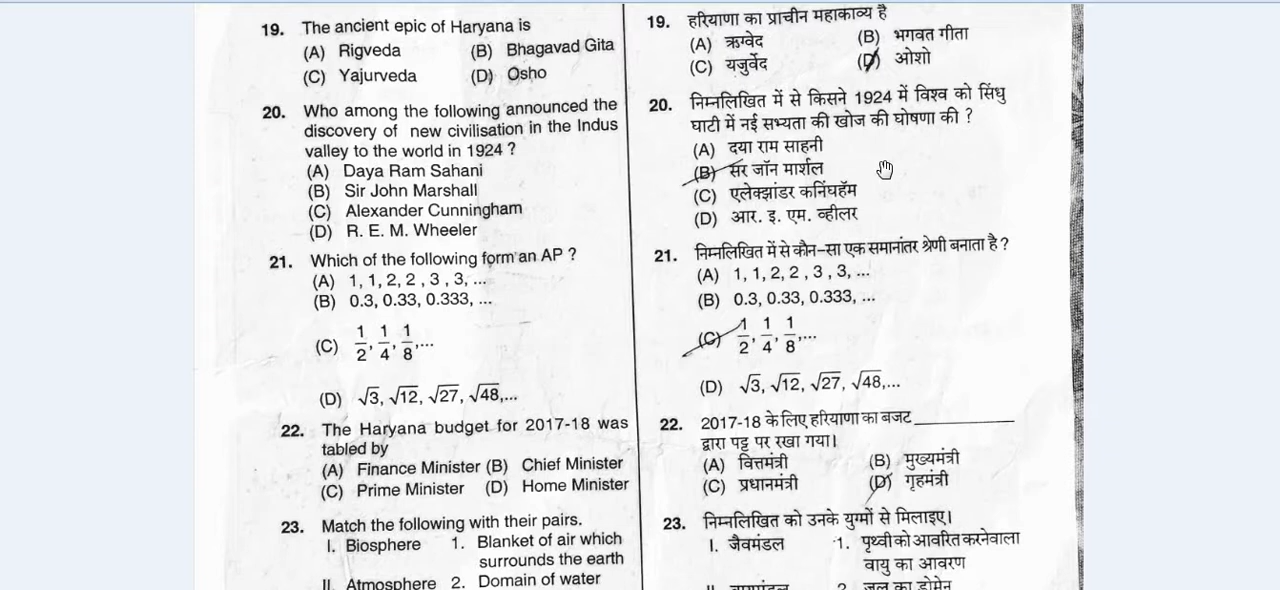 19. The ancient epic of Haryana is
(A) Rigveda (B) Bhagavad Gita
(C) Yajurveda (D) Osho
20. Who among the following announced the
discovery of new civilisation in the Indus
valley to the world in 1924 ?
(A) Daya Ram Sahani
(B) Sir John Marshall
(C) Alexander Cunningham
(D) R. E. M. Wheeler
21. Which of the following form an AP ?
(A) 1, 1, 2, 2 , 3 , 3, ...
(B) 0.3, 0.33, 0.333, ...
(C) 1/2, 1/4, 1/8,...
(D) √3, √12, √27, √48,...
22. The Haryana budget for 2017-18 was
tabled by
(A) Finance Minister (B) Chief Minister
(C) Prime Minister (D) Home Minister
23. Match the following with their pairs.
I. Biosphere 1. Blanket of air which
surrounds the earth
II. Atmosphere 2. Domain of water
19. हरियाणा का प्राचीन महाकाव्य है
(A) ऋग्वेद (B) भगवत गीता
(C) यजुर्वेद (D) ओशो
20. निम्नलिखित में से किसने 1924 में विश्व को सिंधु
घाटी में नई सभ्यता की खोज की घोषणा की ?
(A) दया राम साहनी
(B) सर जॉन मार्शल
(C) एलेक्झांडर कनिंघहॅम
(D) आर. इ. एम. व्हीलर
21. निम्नलिखित में से कौन-सा एक समानांतर श्रेणी बनाता है ?
(A) 1, 1, 2, 2 , 3 , 3, ...
(B) 0.3, 0.33, 0.333, ...
(C) 1/2, 1/4, 1/8,...
(D) √3, √12, √27, √48,...
22. 2017-18 के लिए हरियाणा का बजट ________
द्वारा पट्ट पर रखा गया।
(A) वित्तमंत्री (B) मुख्यमंत्री
(C) प्रधानमंत्री (D) गृहमंत्री
23. निम्नलिखित को उनके युग्मों से मिलाइए।
I. जैवमंडल 1. पृथ्वी को आवरित करनेवाला
वायु का आवरण
II. वायुमंडल 2. जल का डोमेन